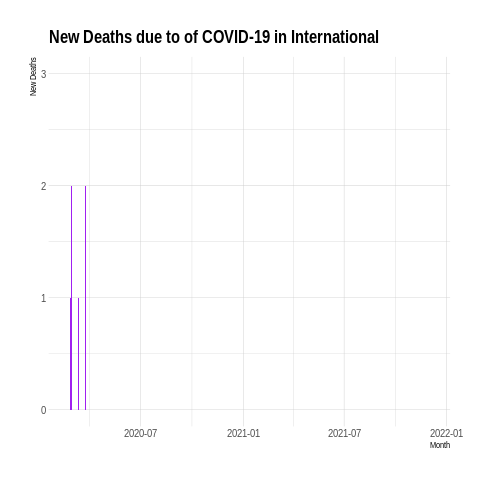 New Deaths due to of COVID-19 in International
New Deaths
3
2
1
0
2020-07
2021-01
2021-07
2022-01
Month